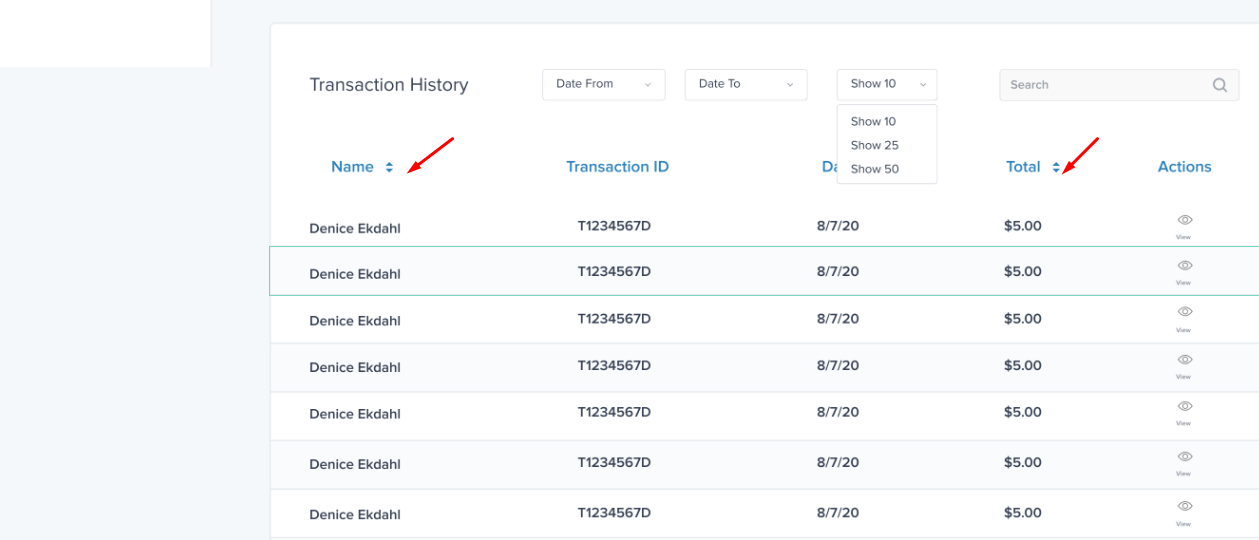 Transaction History
Date From
Date To
Show 10
Search
Show 10
Show 25
Show 50
Name
Transaction ID
Total
Actions
Denice Ekdahl T1234567D 8/7/20 $5.00 View
Denice Ekdahl T1234567D 8/7/20 $5.00 View
Denice Ekdahl T1234567D 8/7/20 $5.00 View
Denice Ekdahl T1234567D 8/7/20 $5.00 View
Denice Ekdahl T1234567D 8/7/20 $5.00 View
Denice Ekdahl T1234567D 8/7/20 $5.00 View
Denice Ekdahl T1234567D 8/7/20 $5.00 View